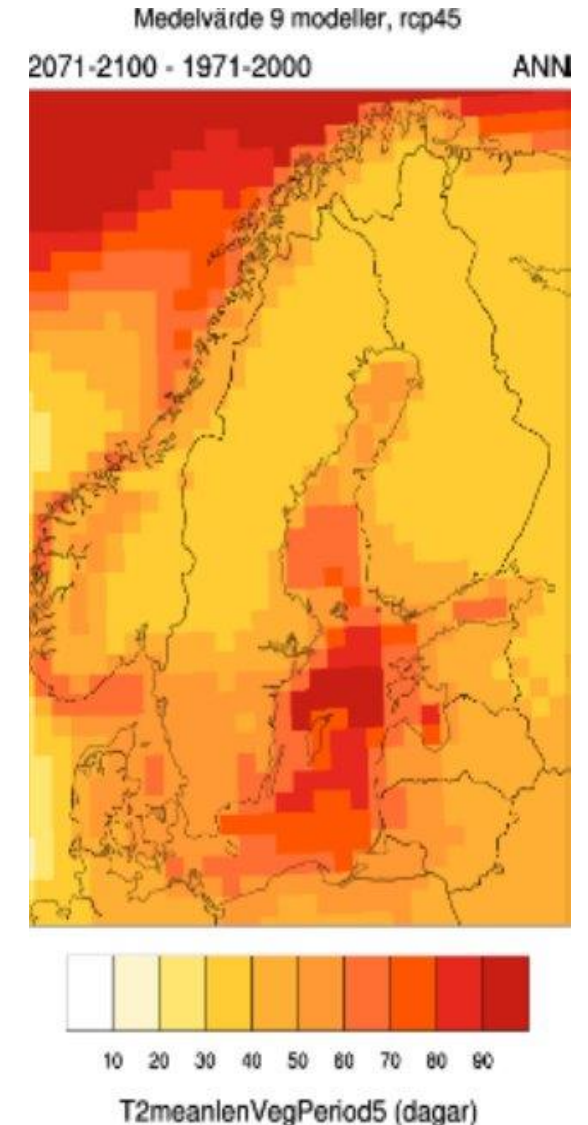 Medelvärde 9 modeller, rcp45
2071-2100 - 1971-2000 ANN
10 20 30 40 50 60 70 80 90
T2meanlenVegPeriod5 (dagar)